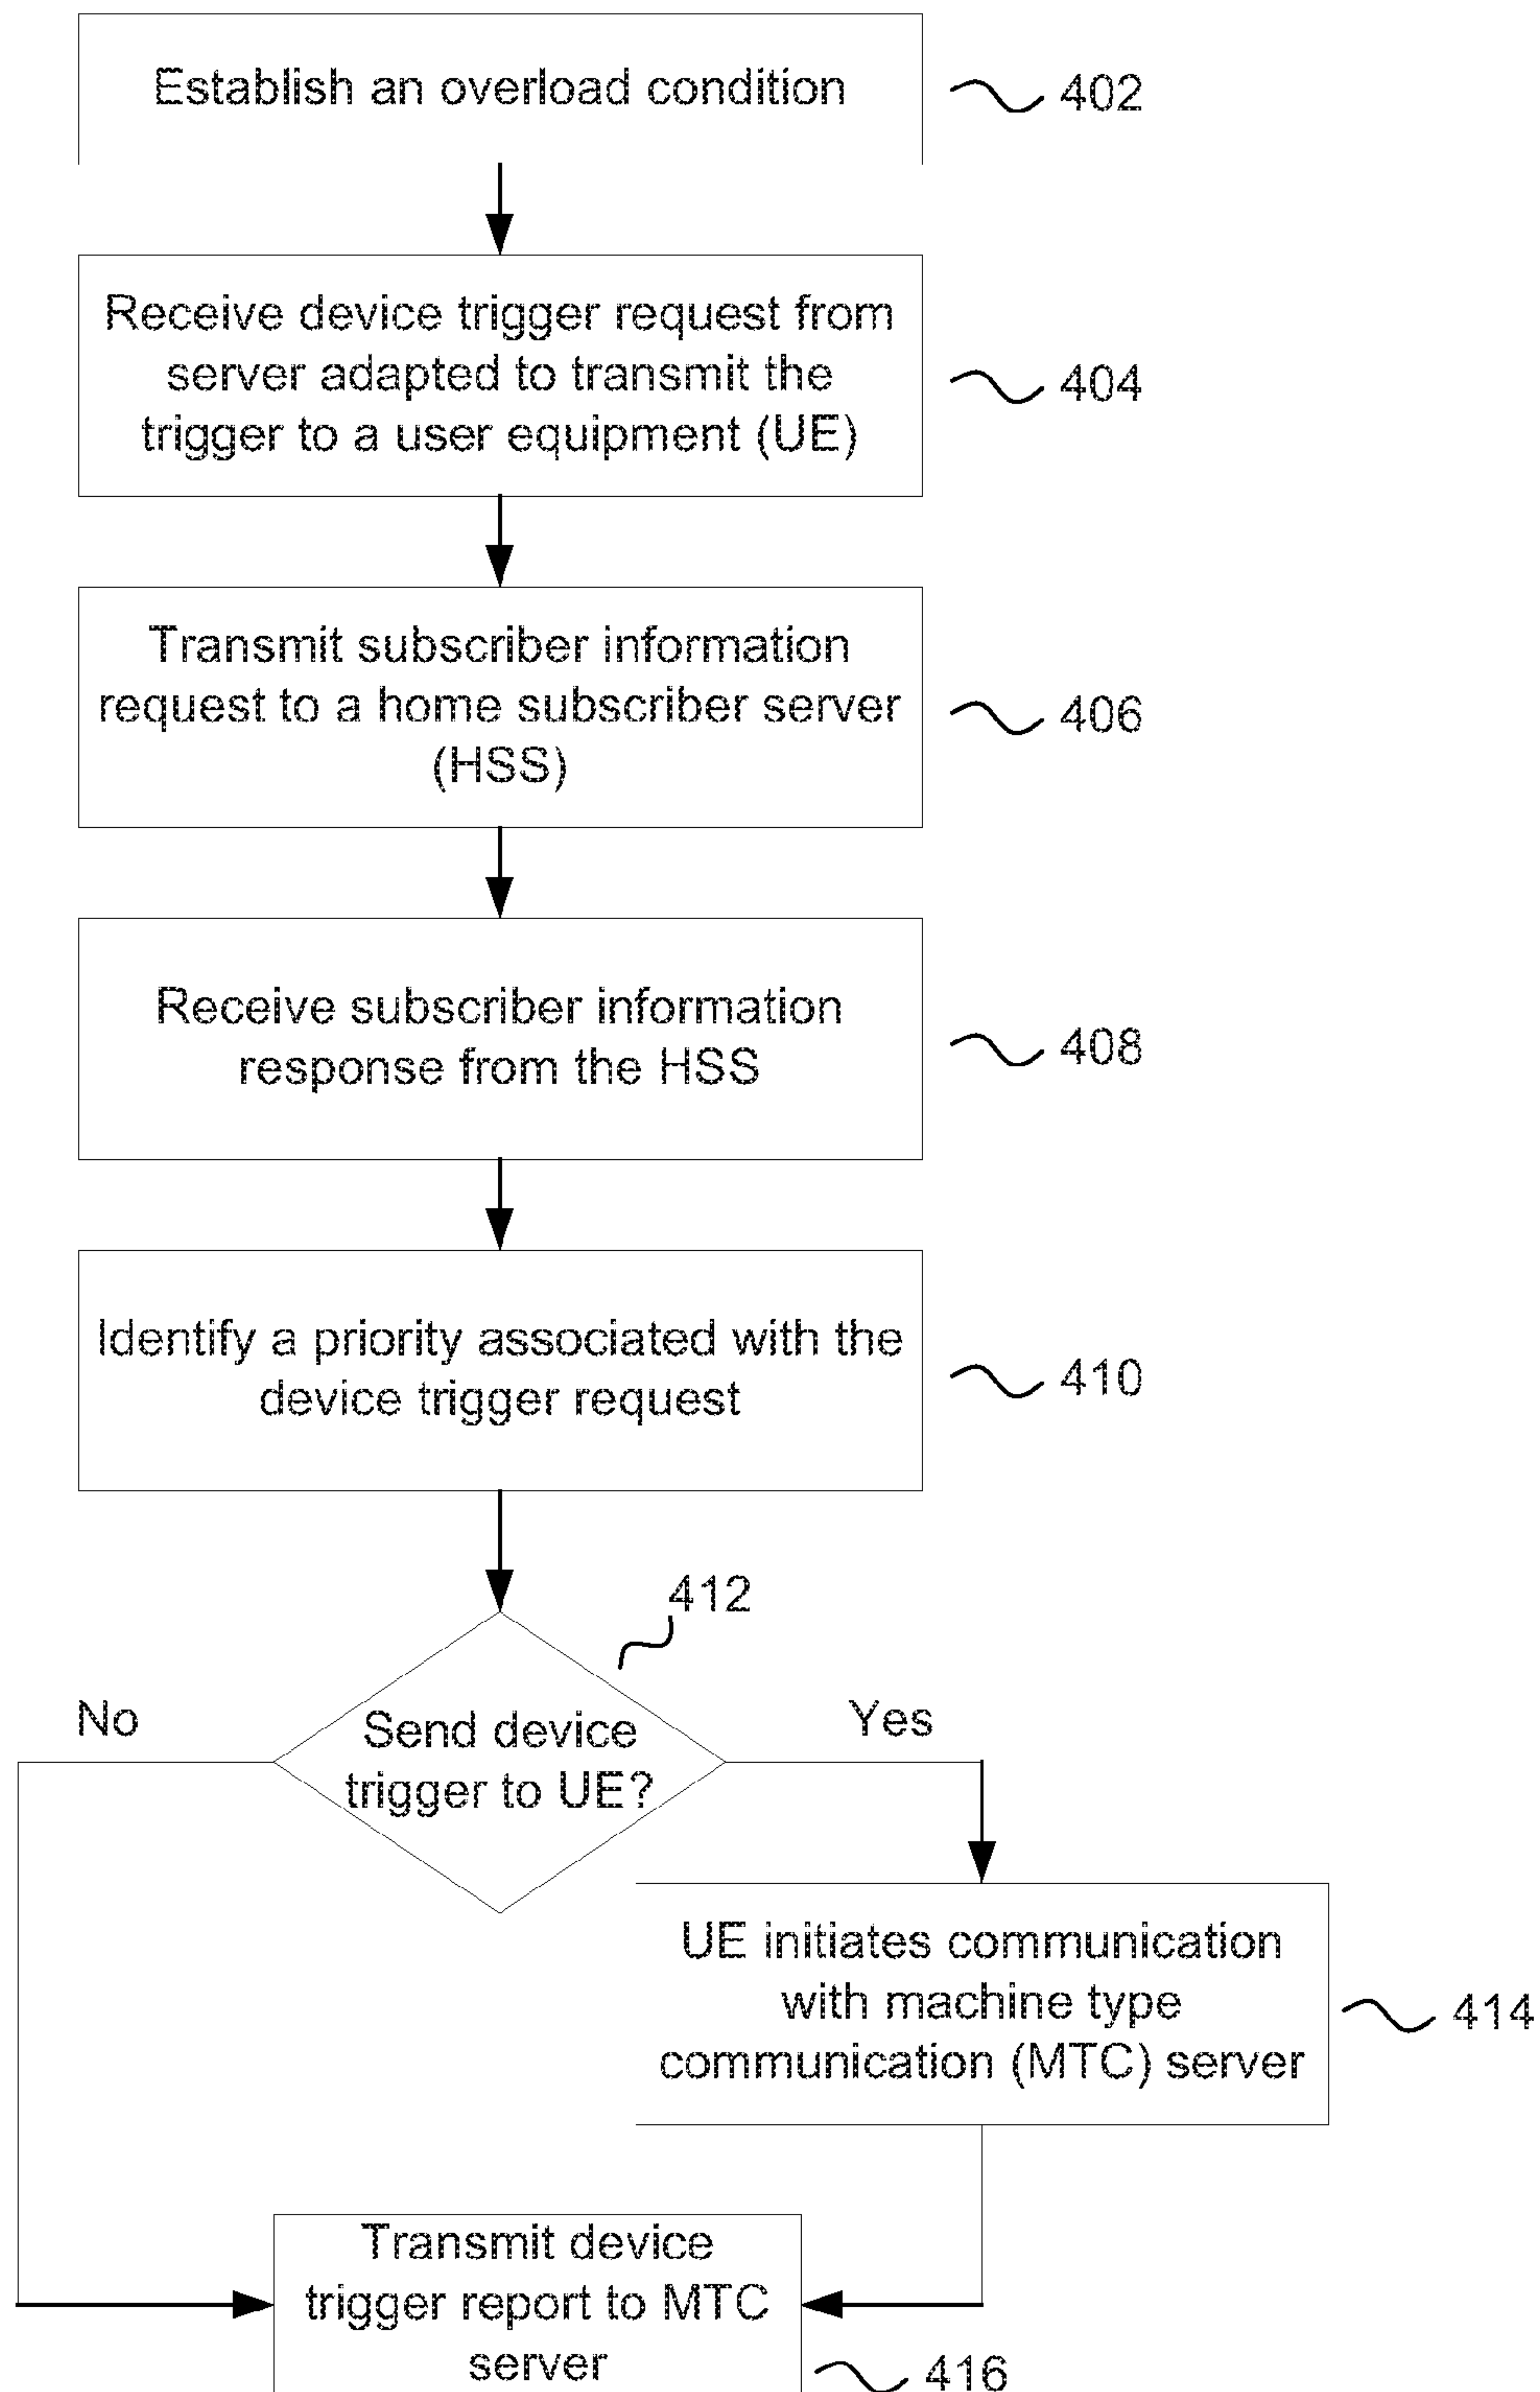 Establish an overload condition
402
Receive device trigger request from
server adapted to transmit the
trigger to a user equipment (UE)
404
Transmit subscriber information
request to a home subscriber server
(HSS)
406
Receive subscriber information
response from the HSS
408
Identify a priority associated with the
device trigger request
410
412
No
Send device
trigger to UE?
Yes
UE initiates communication
with machine type
communication (MTC) server
414
Transmit device
trigger report to MTC
server
416